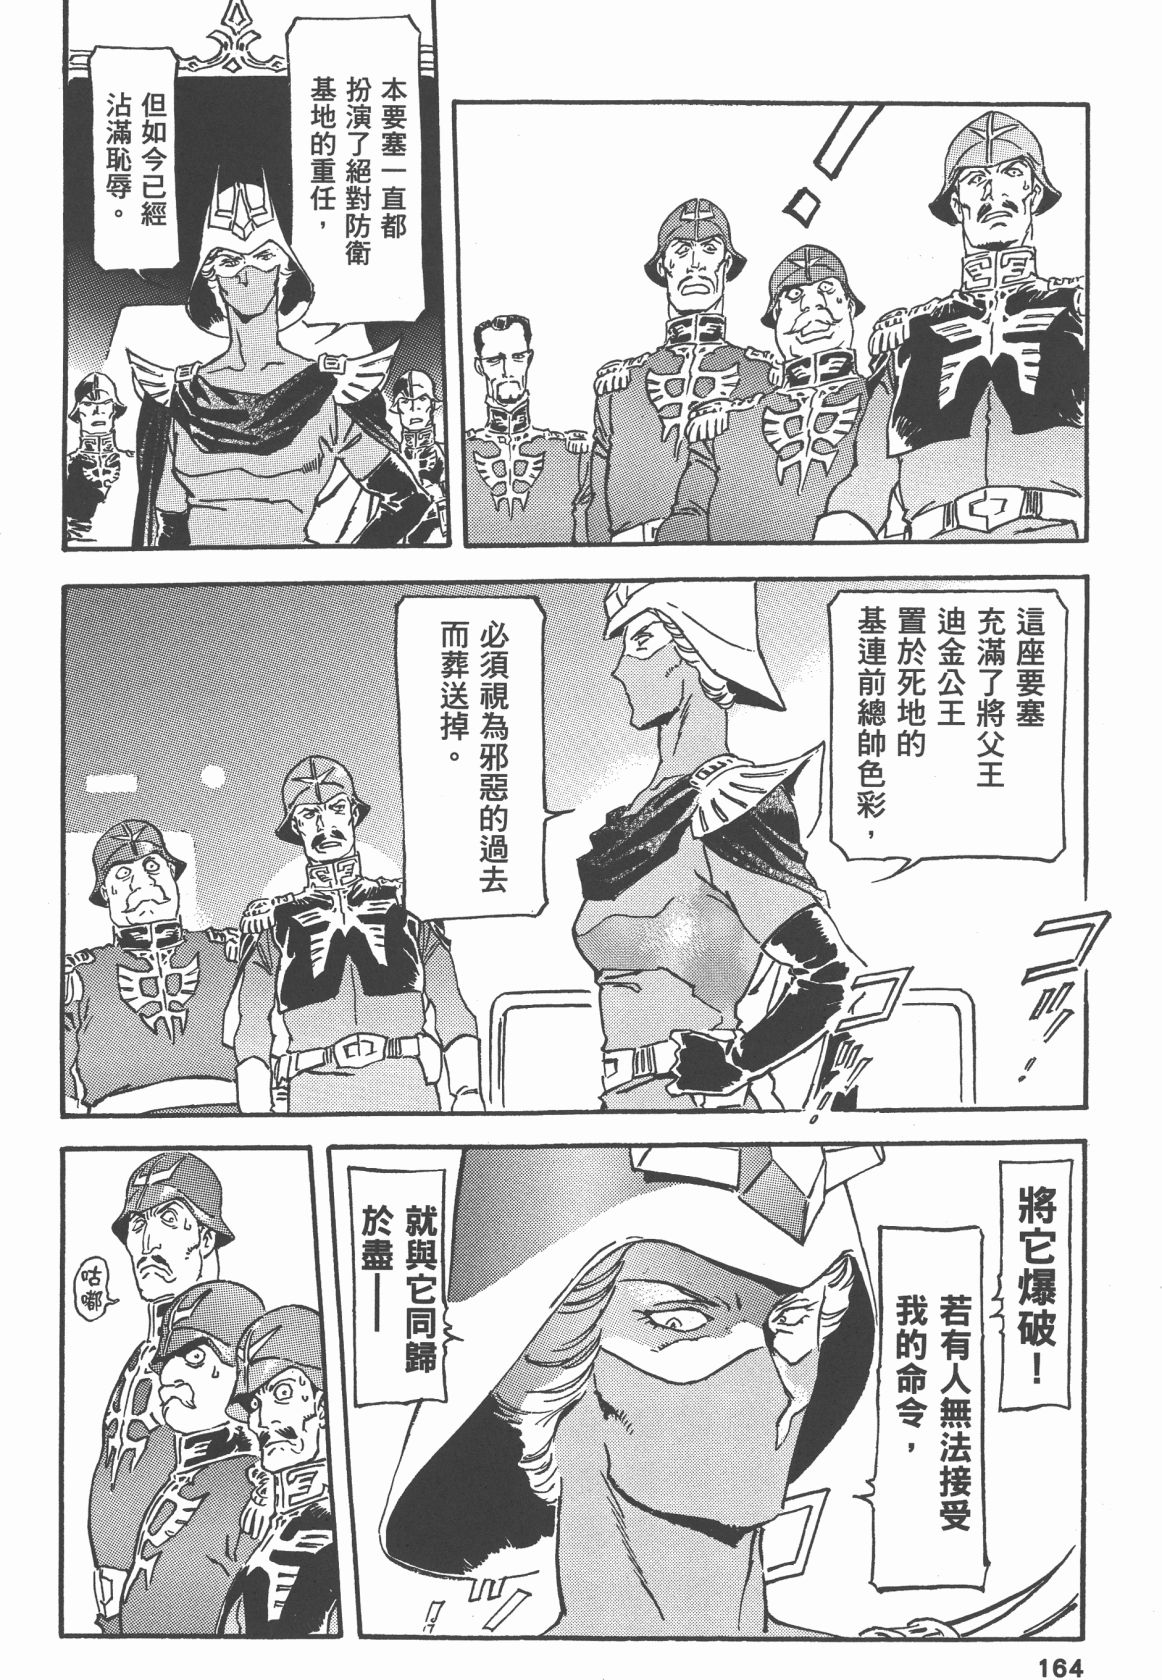 本要塞一直都
扮演了絕對防衛
基地的重任，
但如今已經
沾滿恥辱。
這座要塞
充滿了將父王
迪金公王
置於死地的
基連前總帥色彩，
必須視為邪惡的過去
而葬送掉。
コツ
將它爆破！
若有人無法接受
我的命令，
就與它同歸
於盡——
咕嘟
164